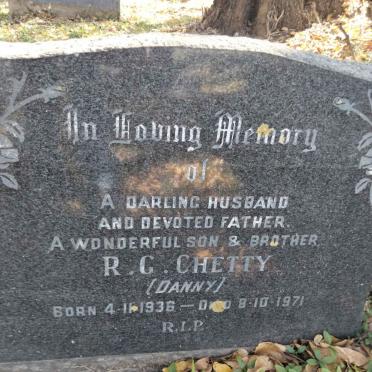 In Loving Memory
of
A DARLING HUSBAND
AND DEVOTED FATHER.
A WONDERFUL SON & BROTHER
R. G. CHETTY
(DANNY)
BORN 4-11-1936 — DIED 8-10-1971
R.I.P.